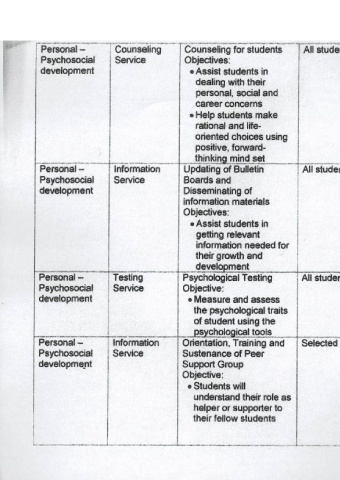 Personal –
Psychosocial
development
Counseling
Service
Counseling for students
Objectives:
• Assist students in
dealing with their
personal, social and
career concerns
• Help students make
rational and life-
oriented choices using
positive, forward-
thinking mind set
All stude
Personal –
Psychosocial
development
Information
Service
Updating of Bulletin
Boards and
Disseminating of
information materials
Objectives:
• Assist students in
getting relevant
information needed for
their growth and
development
All studen
Personal –
Psychosocial
development
Testing
Service
Psychological Testing
Objective:
• Measure and assess
the psychological traits
of student using the
psychological tools
All studen
Personal –
Psychosocial
development
Information
Service
Orientation, Training and
Sustenance of Peer
Support Group
Objective:
• Students will
understand their role as
helper or supporter to
their fellow students
Selected